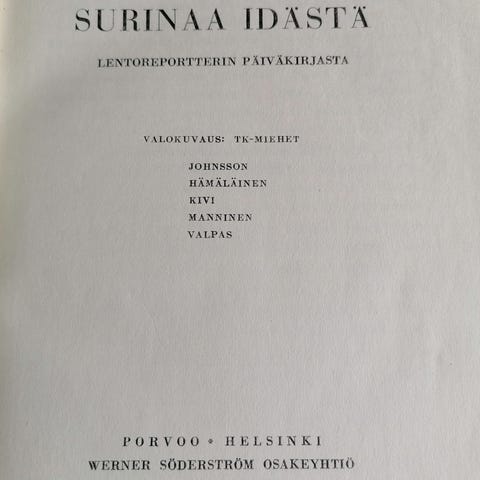 SURINAA IDÄSTÄ
LENTOREPORTTERIN PÄIVÄKIRJASTA
VALOKUVAUS: TK-MIEHET
JOHNSSON
HÄMÄLÄINEN
KIVI
MANNINEN
VALPAS
PORVOO * HELSINKI
WERNER SÖDERSTRÖM OSAKEYHTIÖ